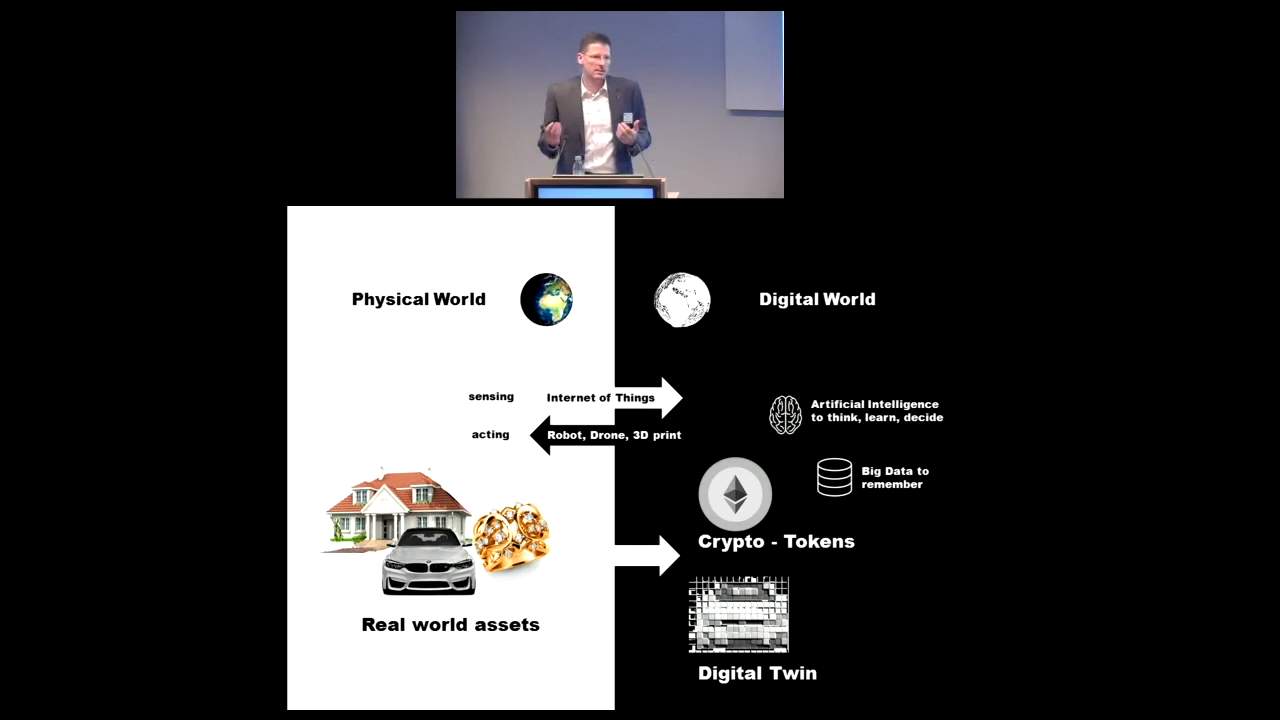 Physical World
Digital World
sensing
Internet of Things
acting
Robot, Drone, 3D print
Artificial Intelligence
to think, learn, decide
Big Data to
remember
Crypto - Tokens
Real world assets
Digital Twin